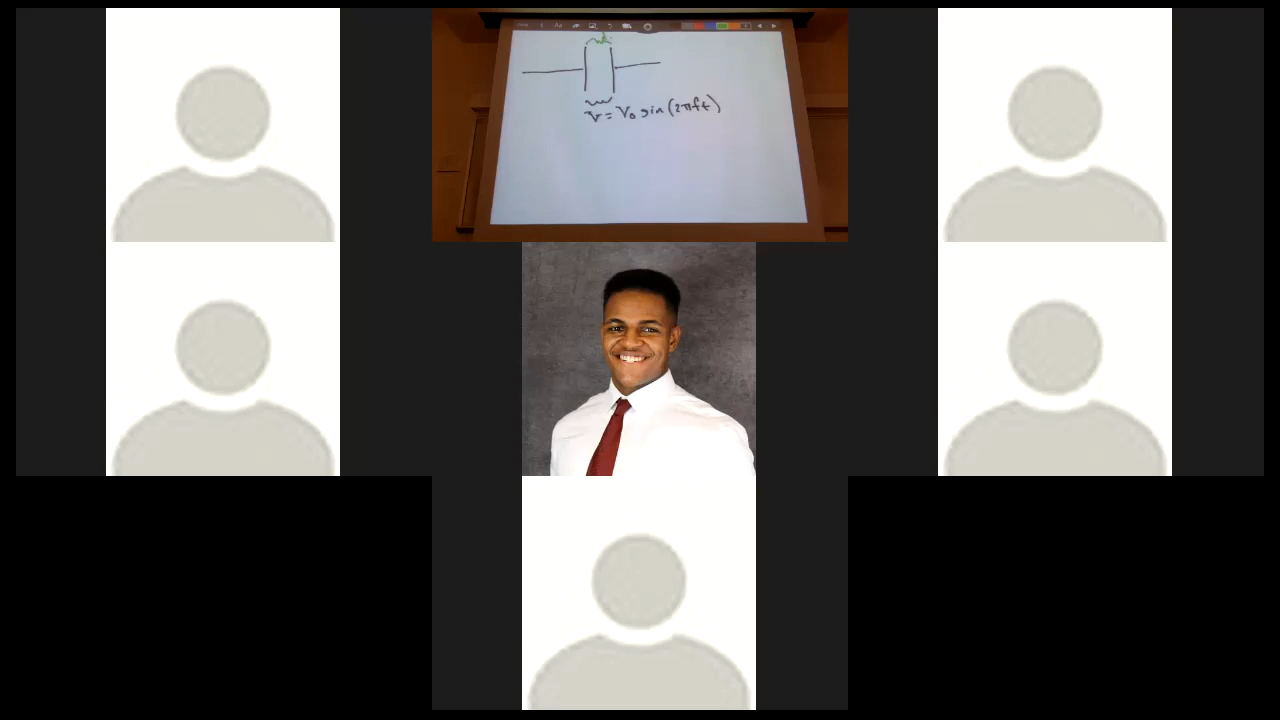 d
V = V₀ sin(2πft)